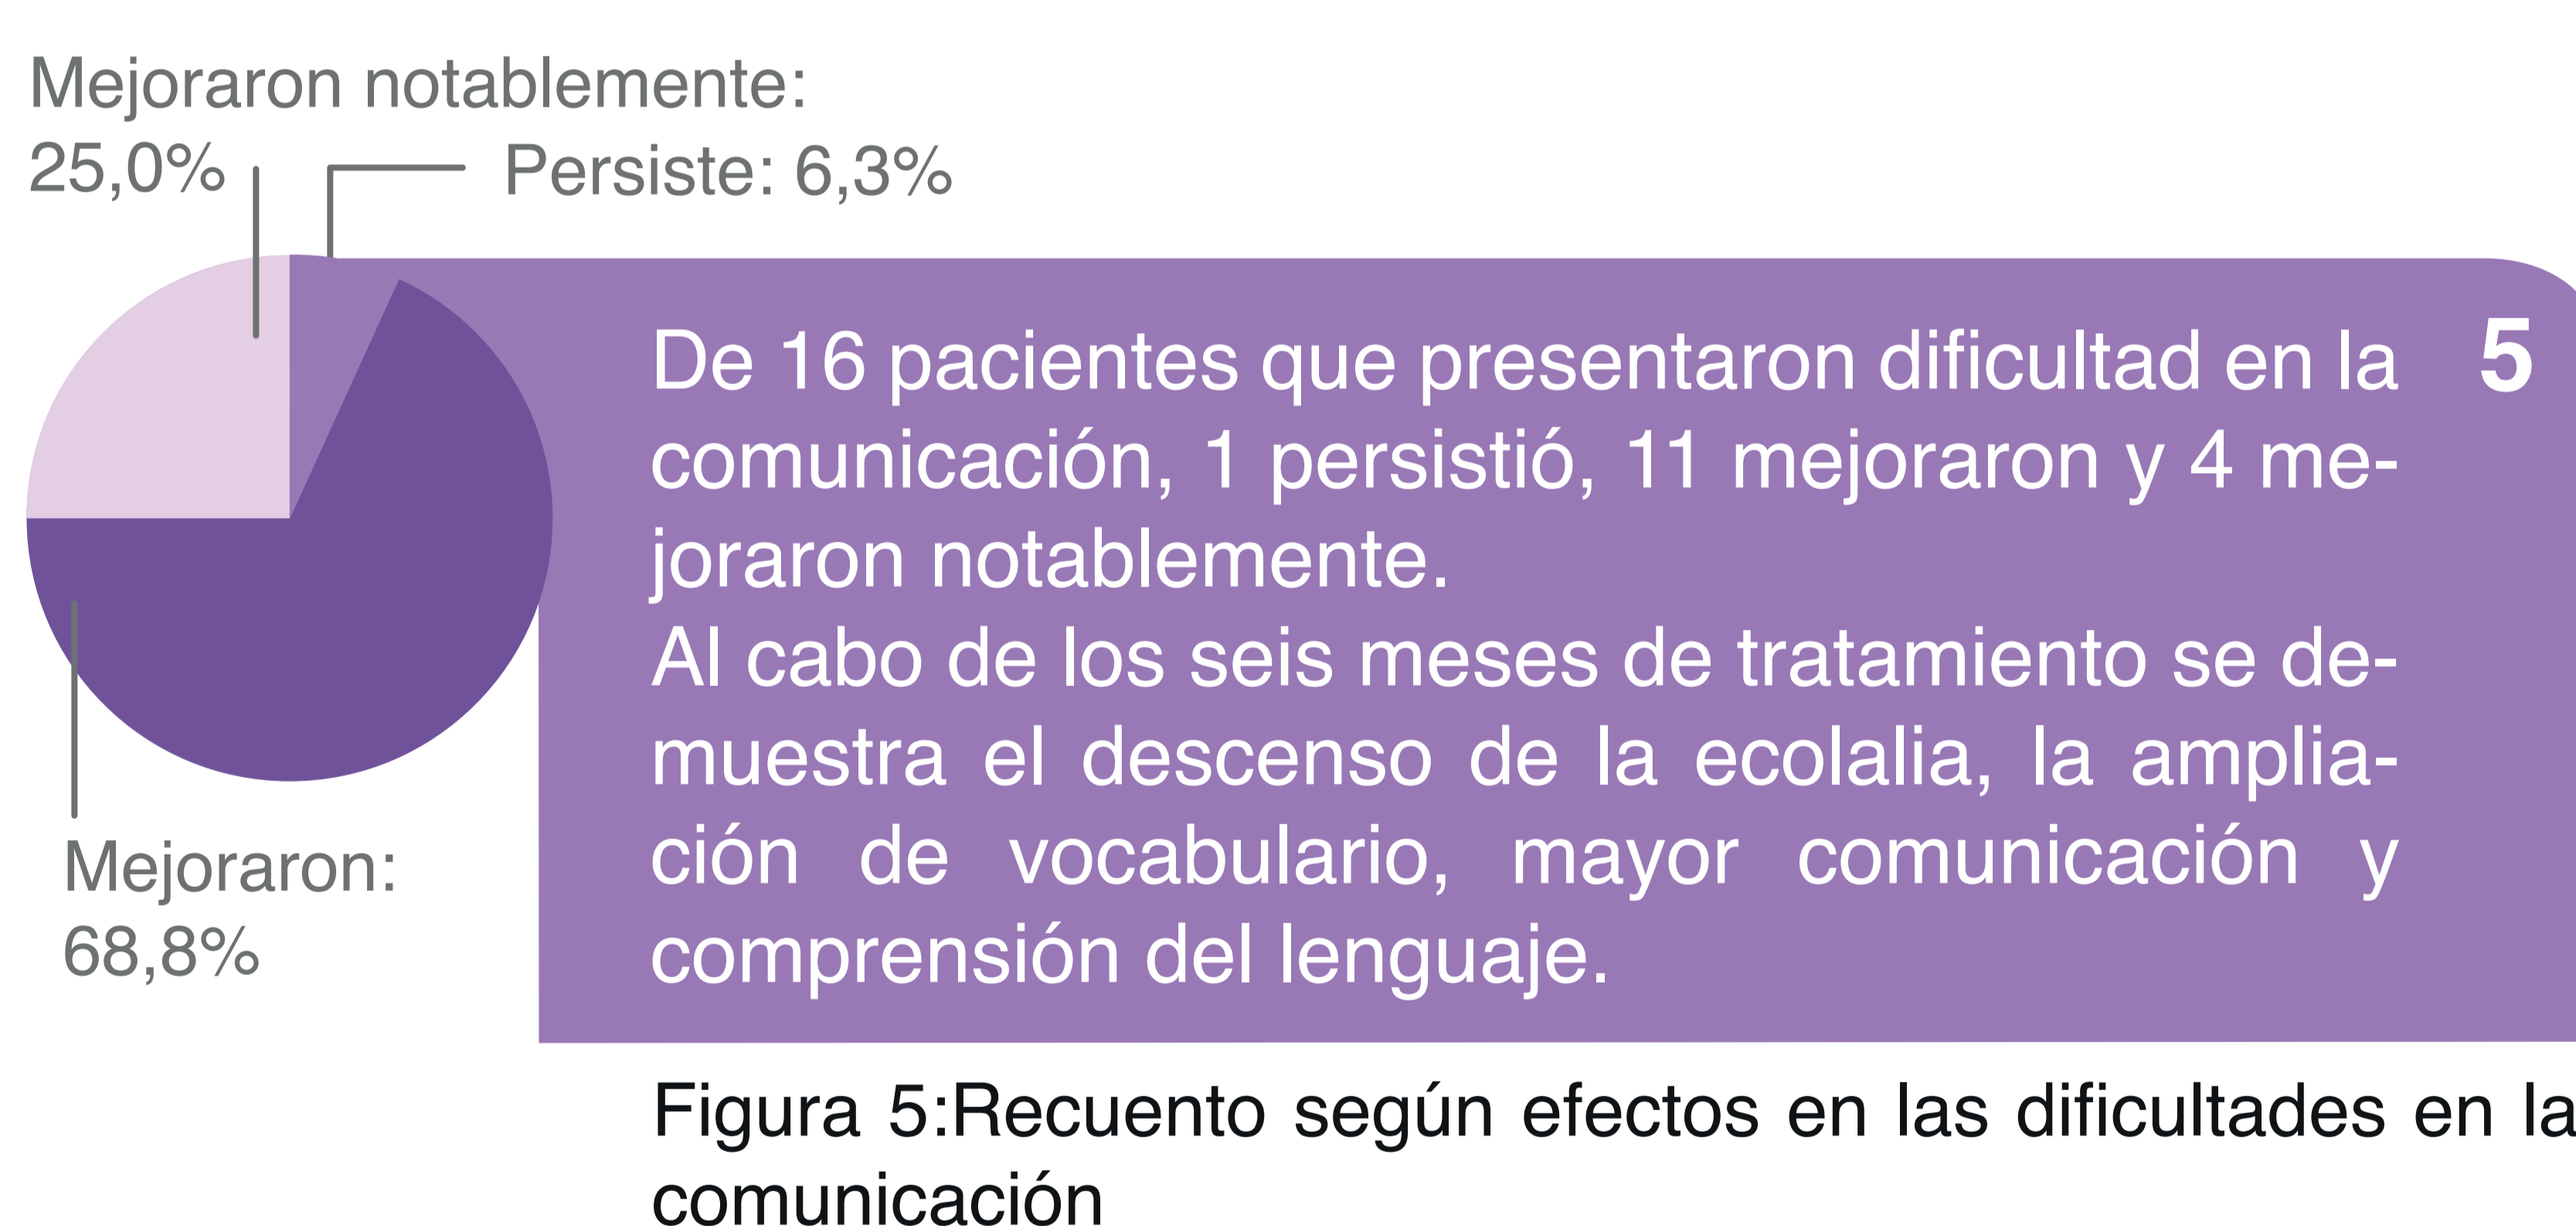 Mejoraron notablemente:
25,0%
Persiste: 6,3%
De 16 pacientes que presentaron dificultad en la
comunicación, 1 persistió, 11 mejoraron y 4 me-
joraron notablemente.
Al cabo de los seis meses de tratamiento se de-
muestra el descenso de la ecolalia, la amplia-
ción de vocabulario, mayor comunicación y
comprensión del lenguaje.
5
Mejoraron:
68,8%
Figura 5:Recuento según efectos en las dificultades en la
comunicación